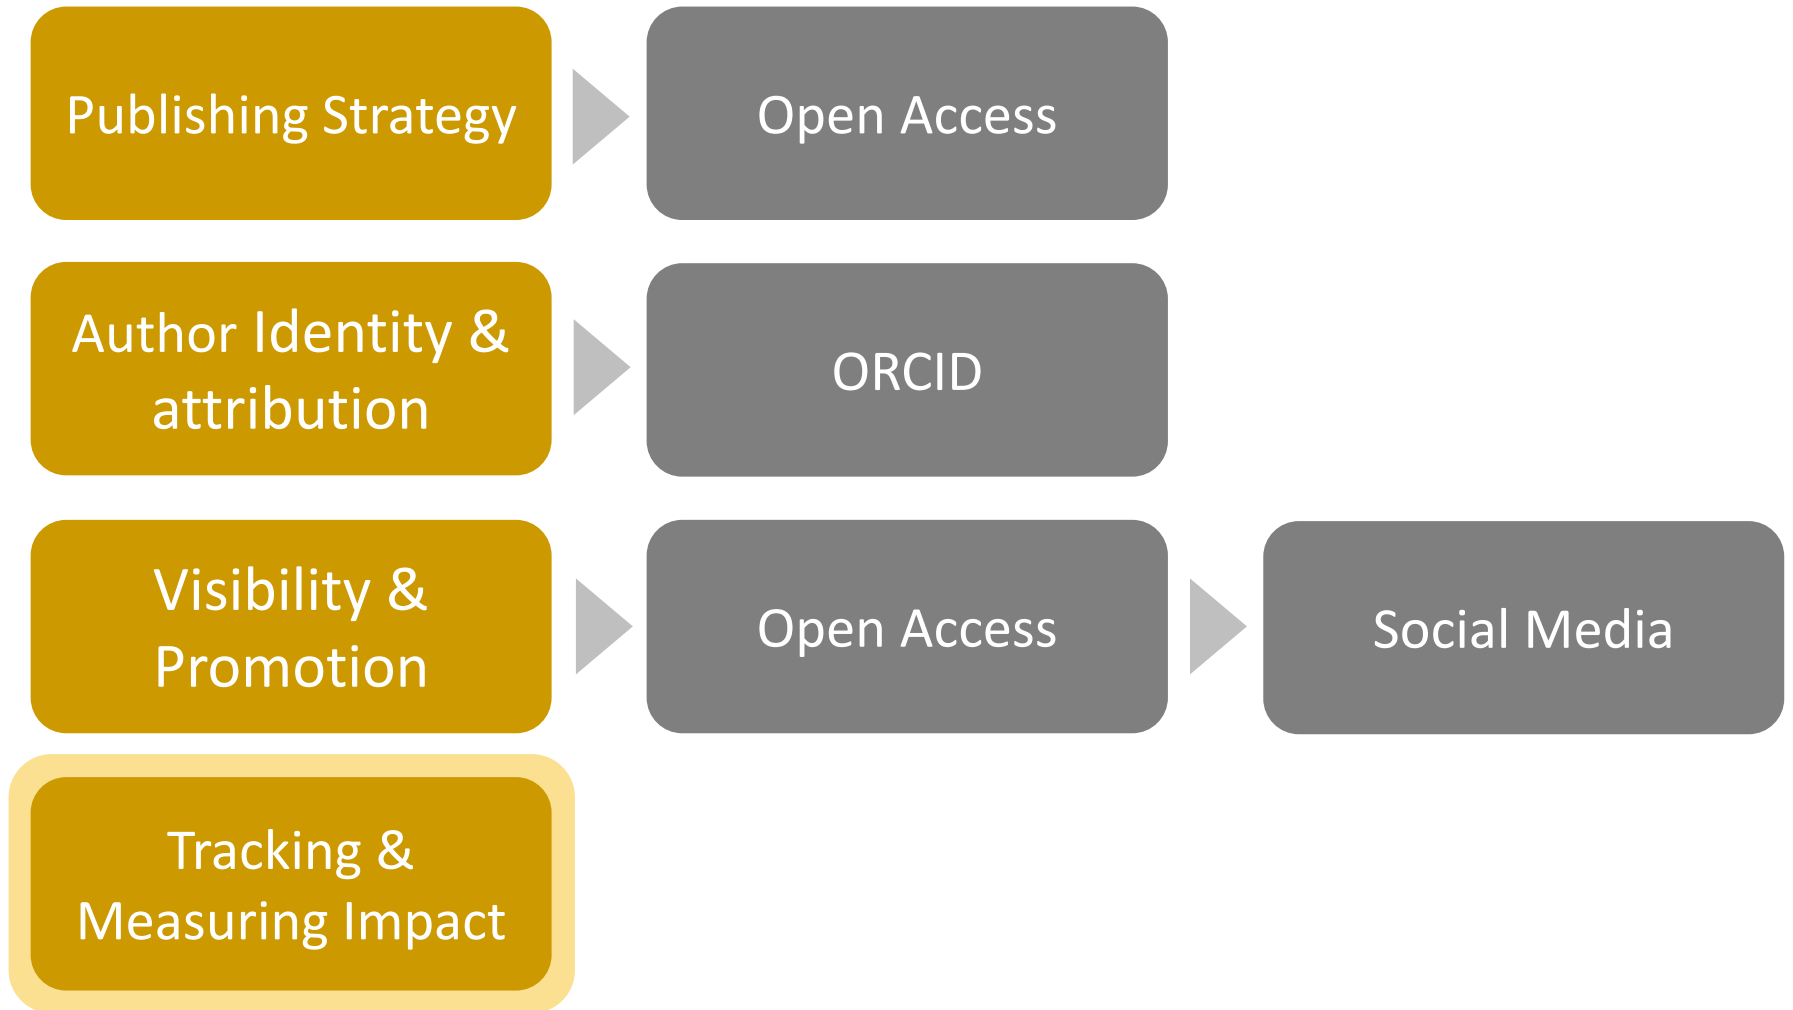 Publishing Strategy
Open Access
Author Identity &
attribution
ORCID
Visibility &
Promotion
Open Access
Social Media
Tracking &
Measuring Impact